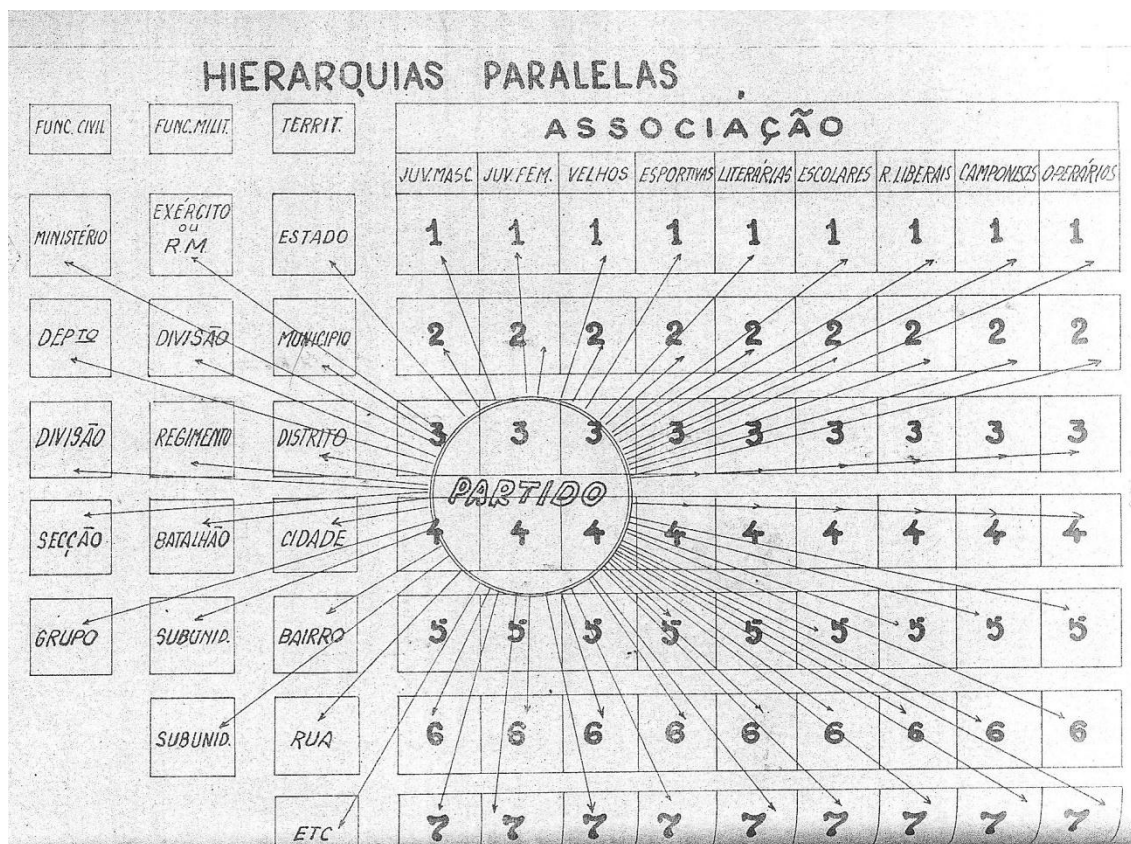 HIERARQUIAS PARALELAS
FUNC. CIVIL FUNC. MILIT. TERRIT. ASSOCIAÇÃO
JUV. MASC. JUV. FEM. VELHOS ESPORTIVAS LITERÁRIAS ESCOLARES R. LIBERAIS CAMPONESES OPERÁRIOS
MINISTÉRIO EXÉRCITO ou R.M. ESTADO 1 1 1 1 1 1 1 1 1
DEPTO DIVISÃO MUNICIPIO 2 2 2 2 2 2 2 2 2
DIVISÃO REGIMENTO DISTRITO 3 3 3 3 3 3 3 3 3
PARTIDO
SECÇÃO BATALHÃO CIDADE 4 4 4 4 4 4 4 4 4
GRUPO SUBUNID. BAIRRO 5 5 5 5 5 5 5 5 5
SUBUNID. RUA 6 6 6 6 6 6 6 6 6
ETC 7 7 7 7 7 7 7 7 7